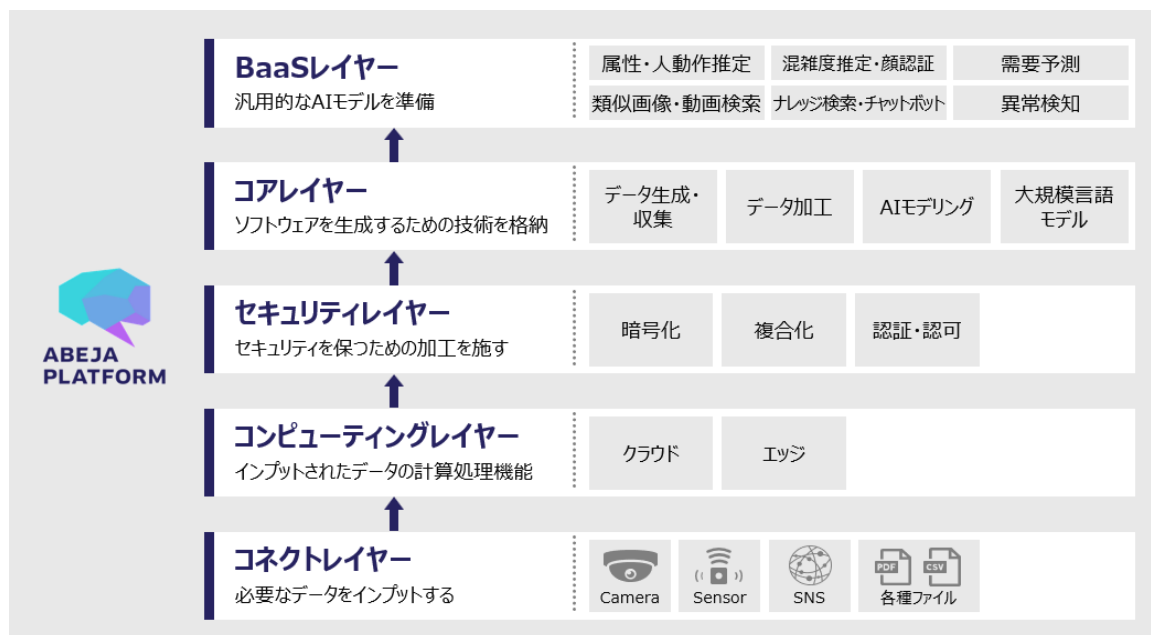 ABEJA
PLATFORM
BaaSレイヤー
汎用的なAIモデルを準備
属性・人動作推定
混雑度推定・顔認証
需要予測
類似画像・動画検索
ナレッジ検索・チャットボット
異常検知
コアレイヤー
ソフトウェアを生成するための技術を格納
データ生成・
収集
データ加工
AIモデリング
大規模言語
モデル
セキュリティレイヤー
セキュリティを保つための加工を施す
暗号化
複合化
認証・認可
コンピューティングレイヤー
インプットされたデータの計算処理機能
クラウド
エッジ
コネクトレイヤー
必要なデータをインプットする
Camera
Sensor
SNS
PDF
CSV
各種ファイル